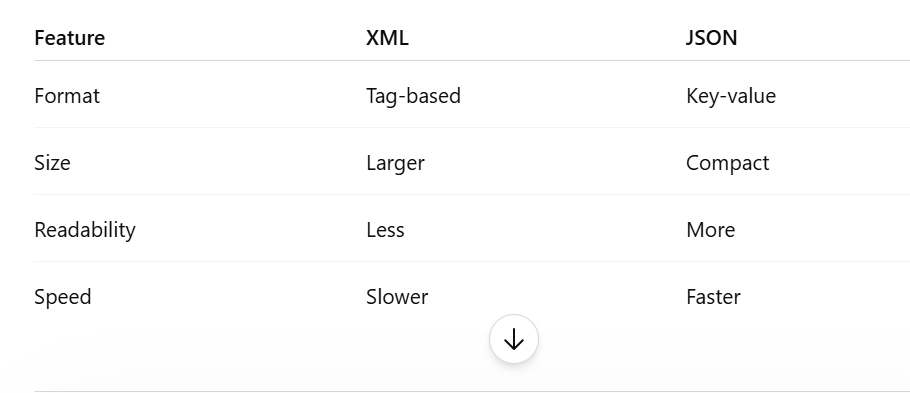 Feature XML JSON
Format Tag-based Key-value
Size Larger Compact
Readability Less More
Speed Slower Faster